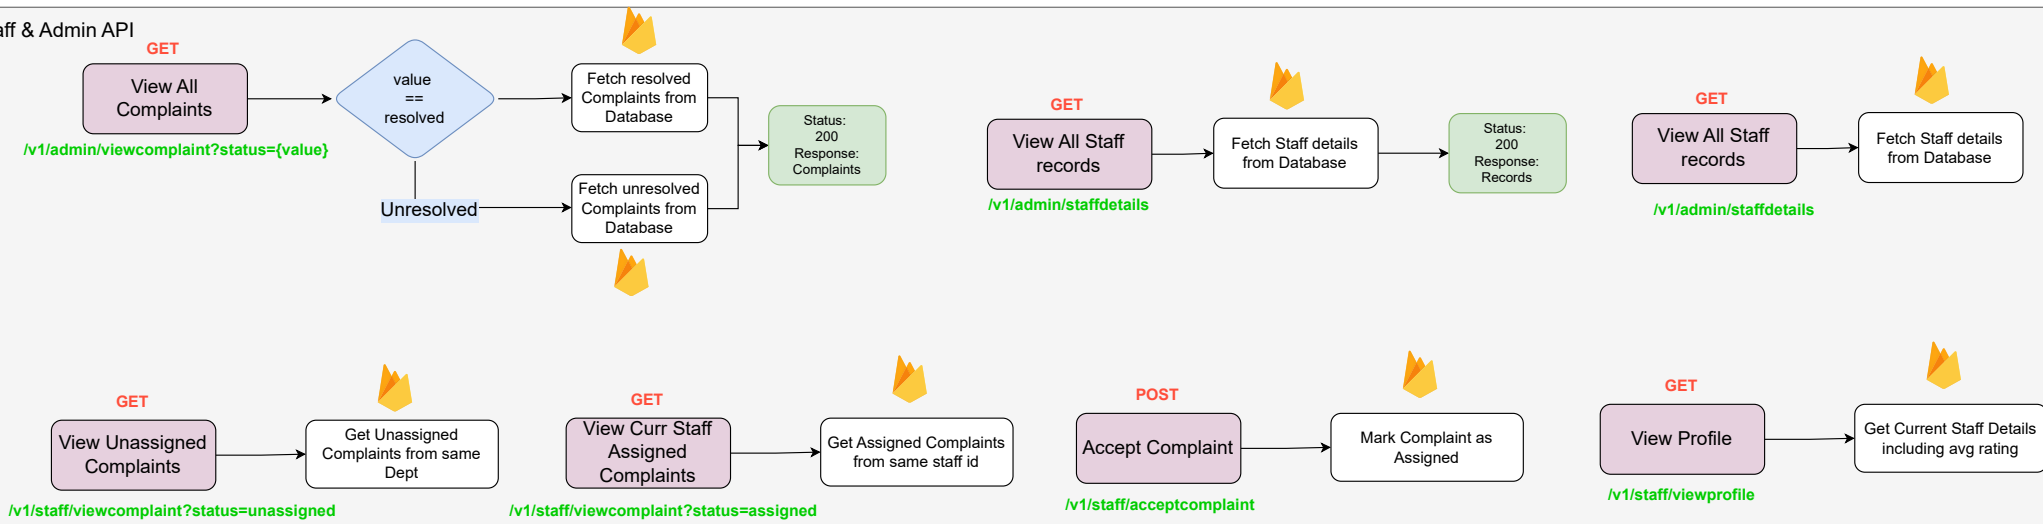 aff & Admin API
GET
View All
Complaints
/v1/admin/viewcomplaint?status={value}
value
==
resolved
Unresolved
Fetch resolved
Complaints from
Database
Fetch unresolved
Complaints from
Database
Status:
200
Response:
Complaints
GET
View All Staff
records
/v1/admin/staffdetails
Fetch Staff details
from Database
Status:
200
Response:
Records
GET
View All Staff
records
/v1/admin/staffdetails
Fetch Staff details
from Database
GET
View Unassigned
Complaints
/v1/staff/viewcomplaint?status=unassigned
Get Unassigned
Complaints from same
Dept
GET
View Curr Staff
Assigned
Complaints
/v1/staff/viewcomplaint?status=assigned
Get Assigned Complaints
from same staff id
POST
Accept Complaint
/v1/staff/acceptcomplaint
Mark Complaint as
Assigned
GET
View Profile
/v1/staff/viewprofile
Get Current Staff Details
including avg rating